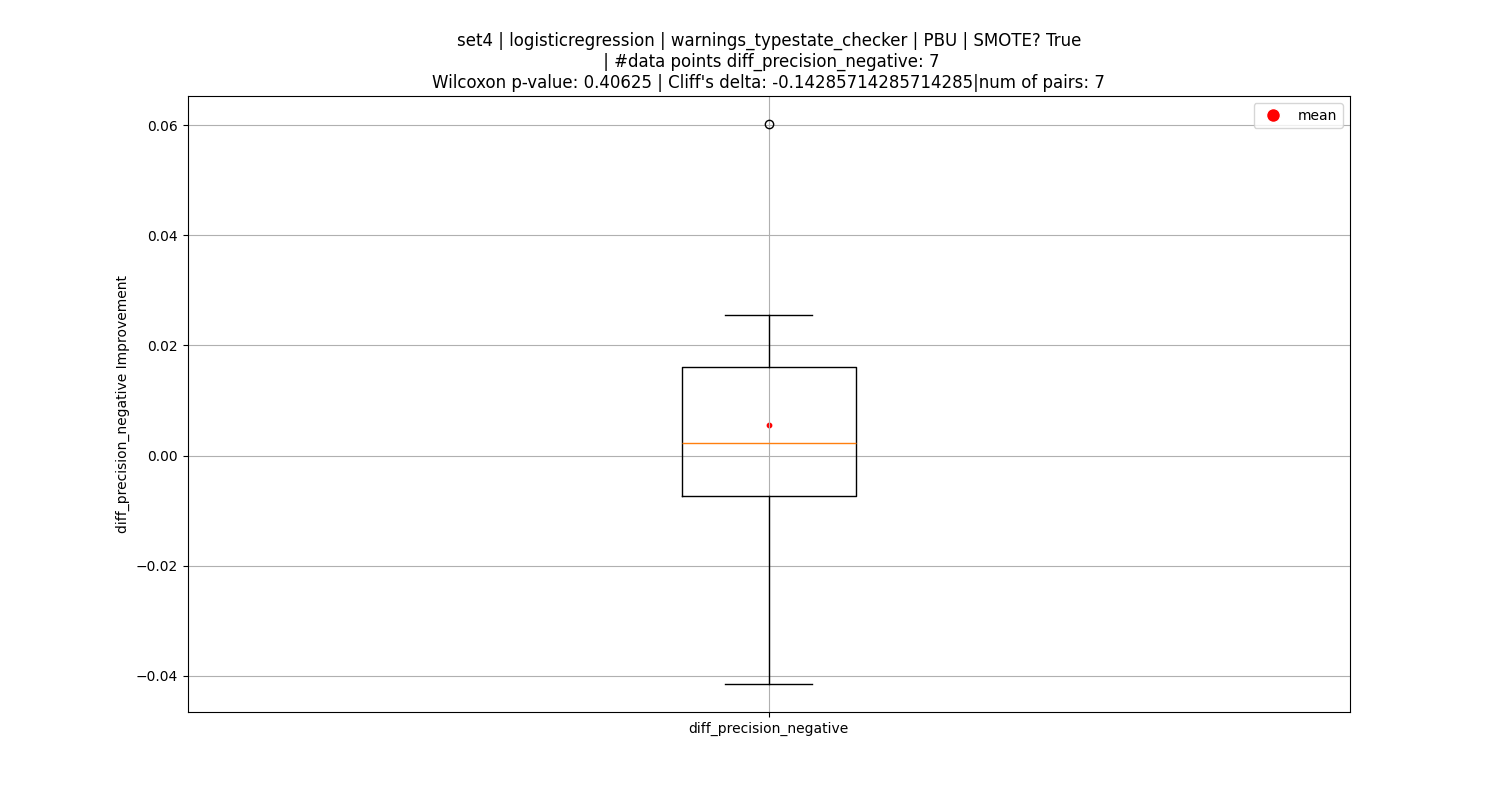 set4 | logisticregression | warnings_typestate_checker | PBU | SMOTE? True
| #data points diff_precision_negative: 7
Wilcoxon p-value: 0.40625 | Cliff's delta: -0.14285714285714285|num of pairs: 7
mean
0.06
0.04
0.02
0.00
−0.02
−0.04
diff_precision_negative Improvement
diff_precision_negative